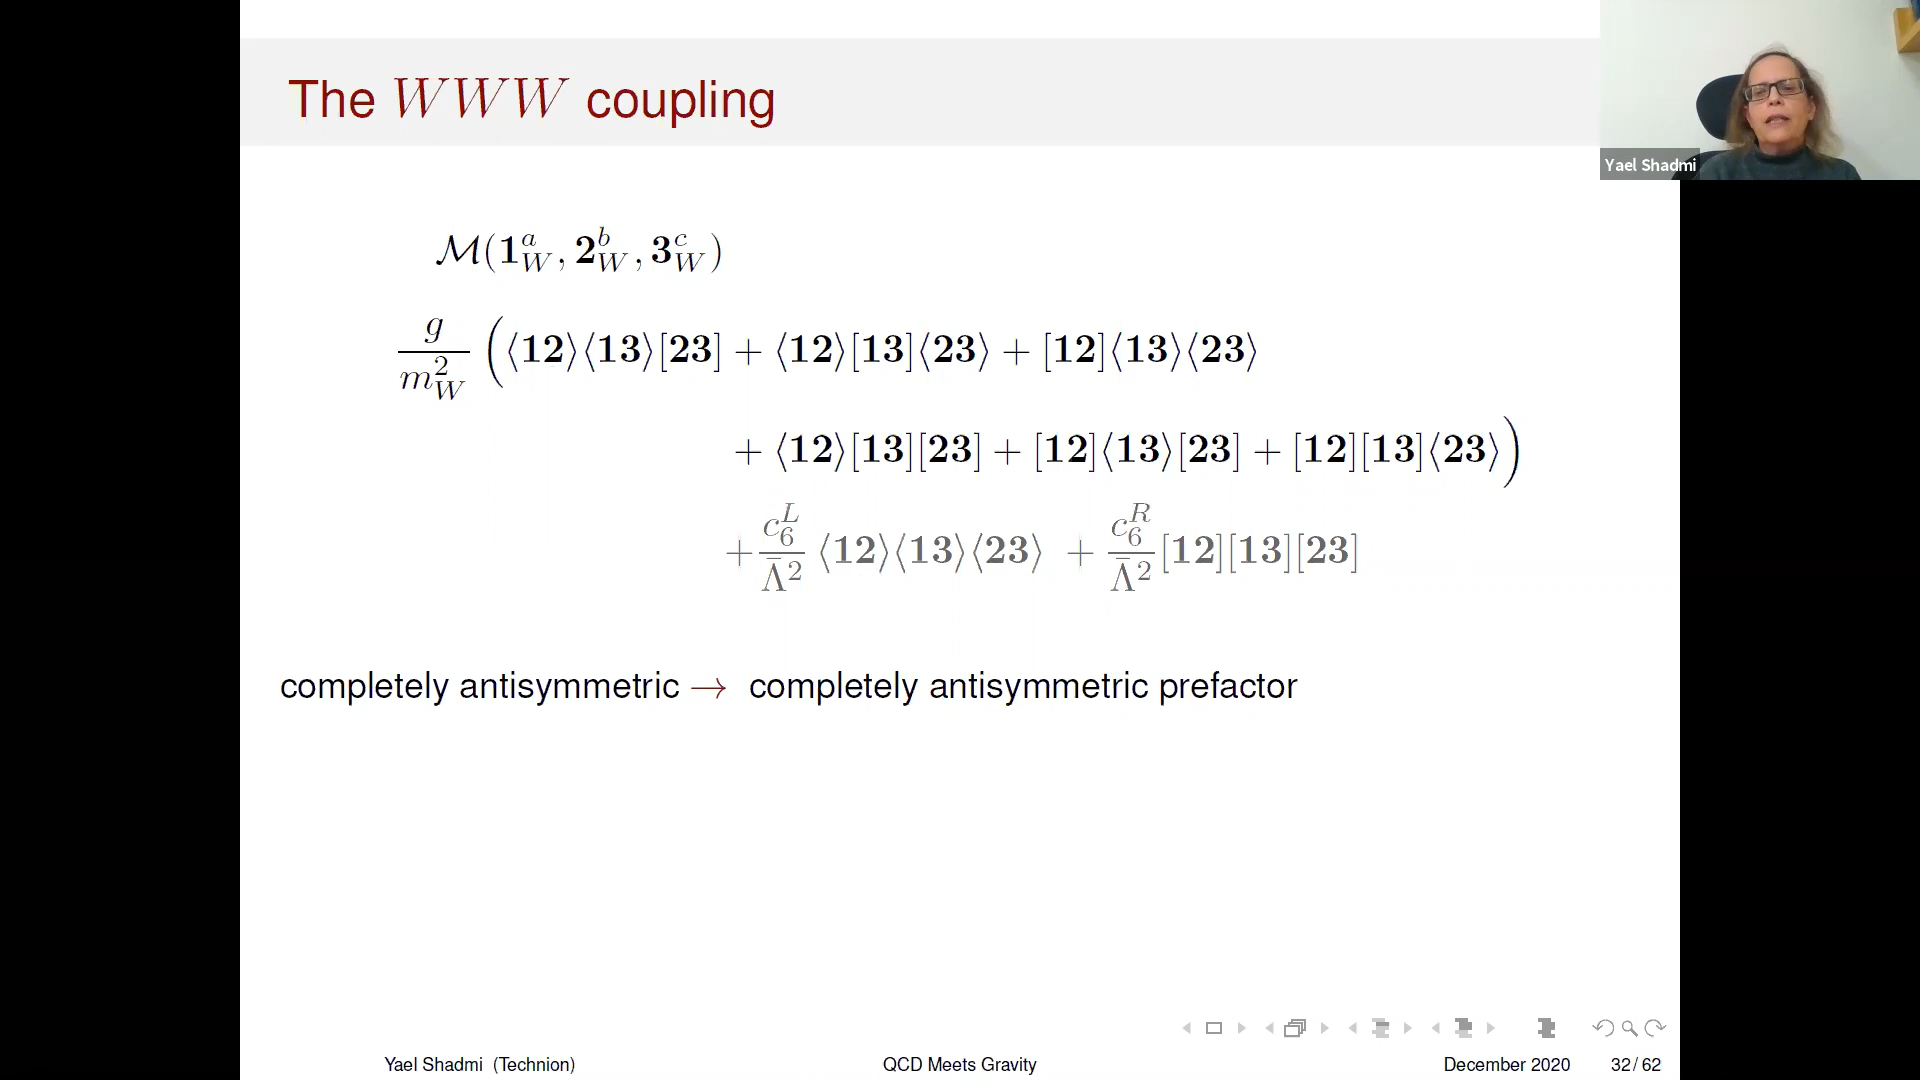 The WWW coupling
Yael Shadmi
ℳ(𝟏ᵃ_W, 𝟐ᵇ_W, 𝟑ᶜ_W)
g/m²_W (⟨𝟏𝟐⟩⟨𝟏𝟑⟩[𝟐𝟑] + ⟨𝟏𝟐⟩[𝟏𝟑]⟨𝟐𝟑⟩ + [𝟏𝟐]⟨𝟏𝟑⟩⟨𝟐𝟑⟩
+ ⟨𝟏𝟐⟩[𝟏𝟑][𝟐𝟑] + [𝟏𝟐]⟨𝟏𝟑⟩[𝟐𝟑] + [𝟏𝟐][𝟏𝟑]⟨𝟐𝟑⟩)
+ c₆ᴸ/Λ̄² ⟨𝟏𝟐⟩⟨𝟏𝟑⟩⟨𝟐𝟑⟩ + c₆ᴿ/Λ̄² [𝟏𝟐][𝟏𝟑][𝟐𝟑]
completely antisymmetric → completely antisymmetric prefactor
Yael Shadmi (Technion) QCD Meets Gravity December 2020 32/62